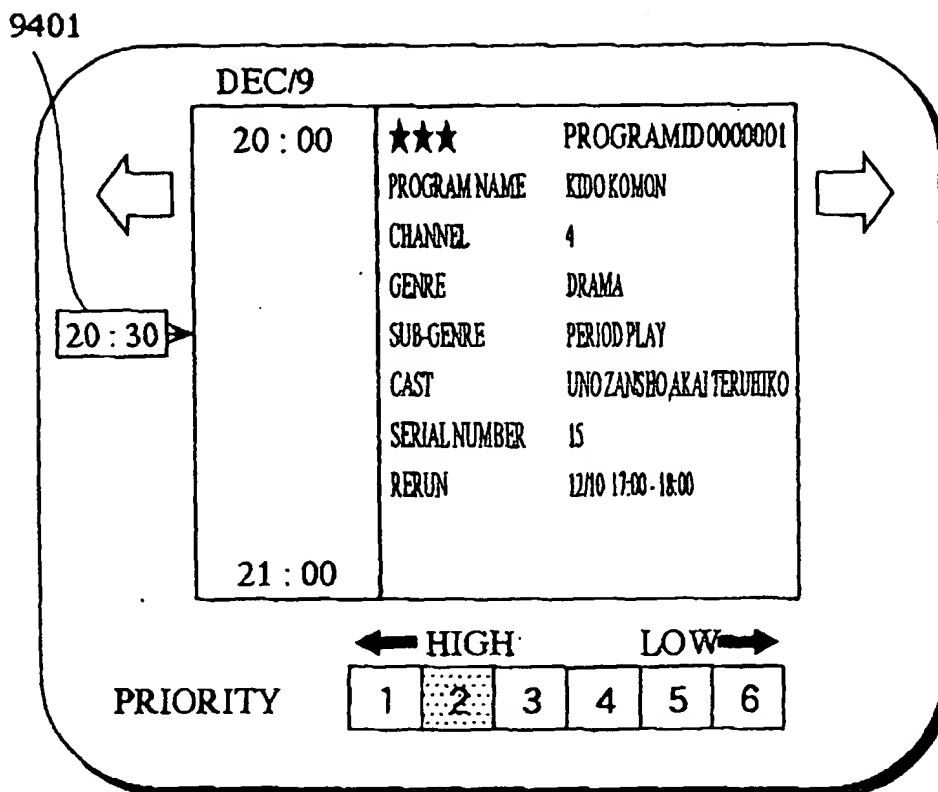 9401
DEC/9
20 : 00 ★★★ PROGRAMID 0000001
PROGRAM NAME KIDO KOMON
CHANNEL 4
GENRE DRAMA
20 : 30
SUB-GENRE PERIOD PLAY
CAST UNO ZANSHO,AKAI TERUHIKO
SERIAL NUMBER 15
RERUN 12/10 17:00 - 18:00
21 : 00
HIGH LOW
PRIORITY 1 2 3 4 5 6